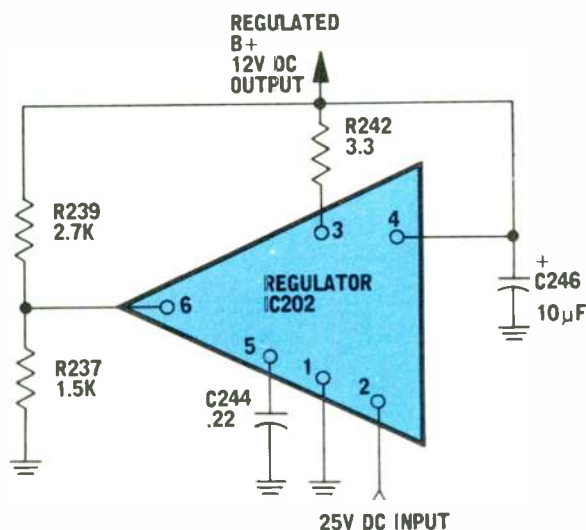 REGULATED
B+
12V DC
OUTPUT
R242
3.3
R239
2.7K
3
4
REGULATOR
IC202
+
C246
10μF
6
R237
1.5K
5
1
2
C244
.22
25V DC INPUT